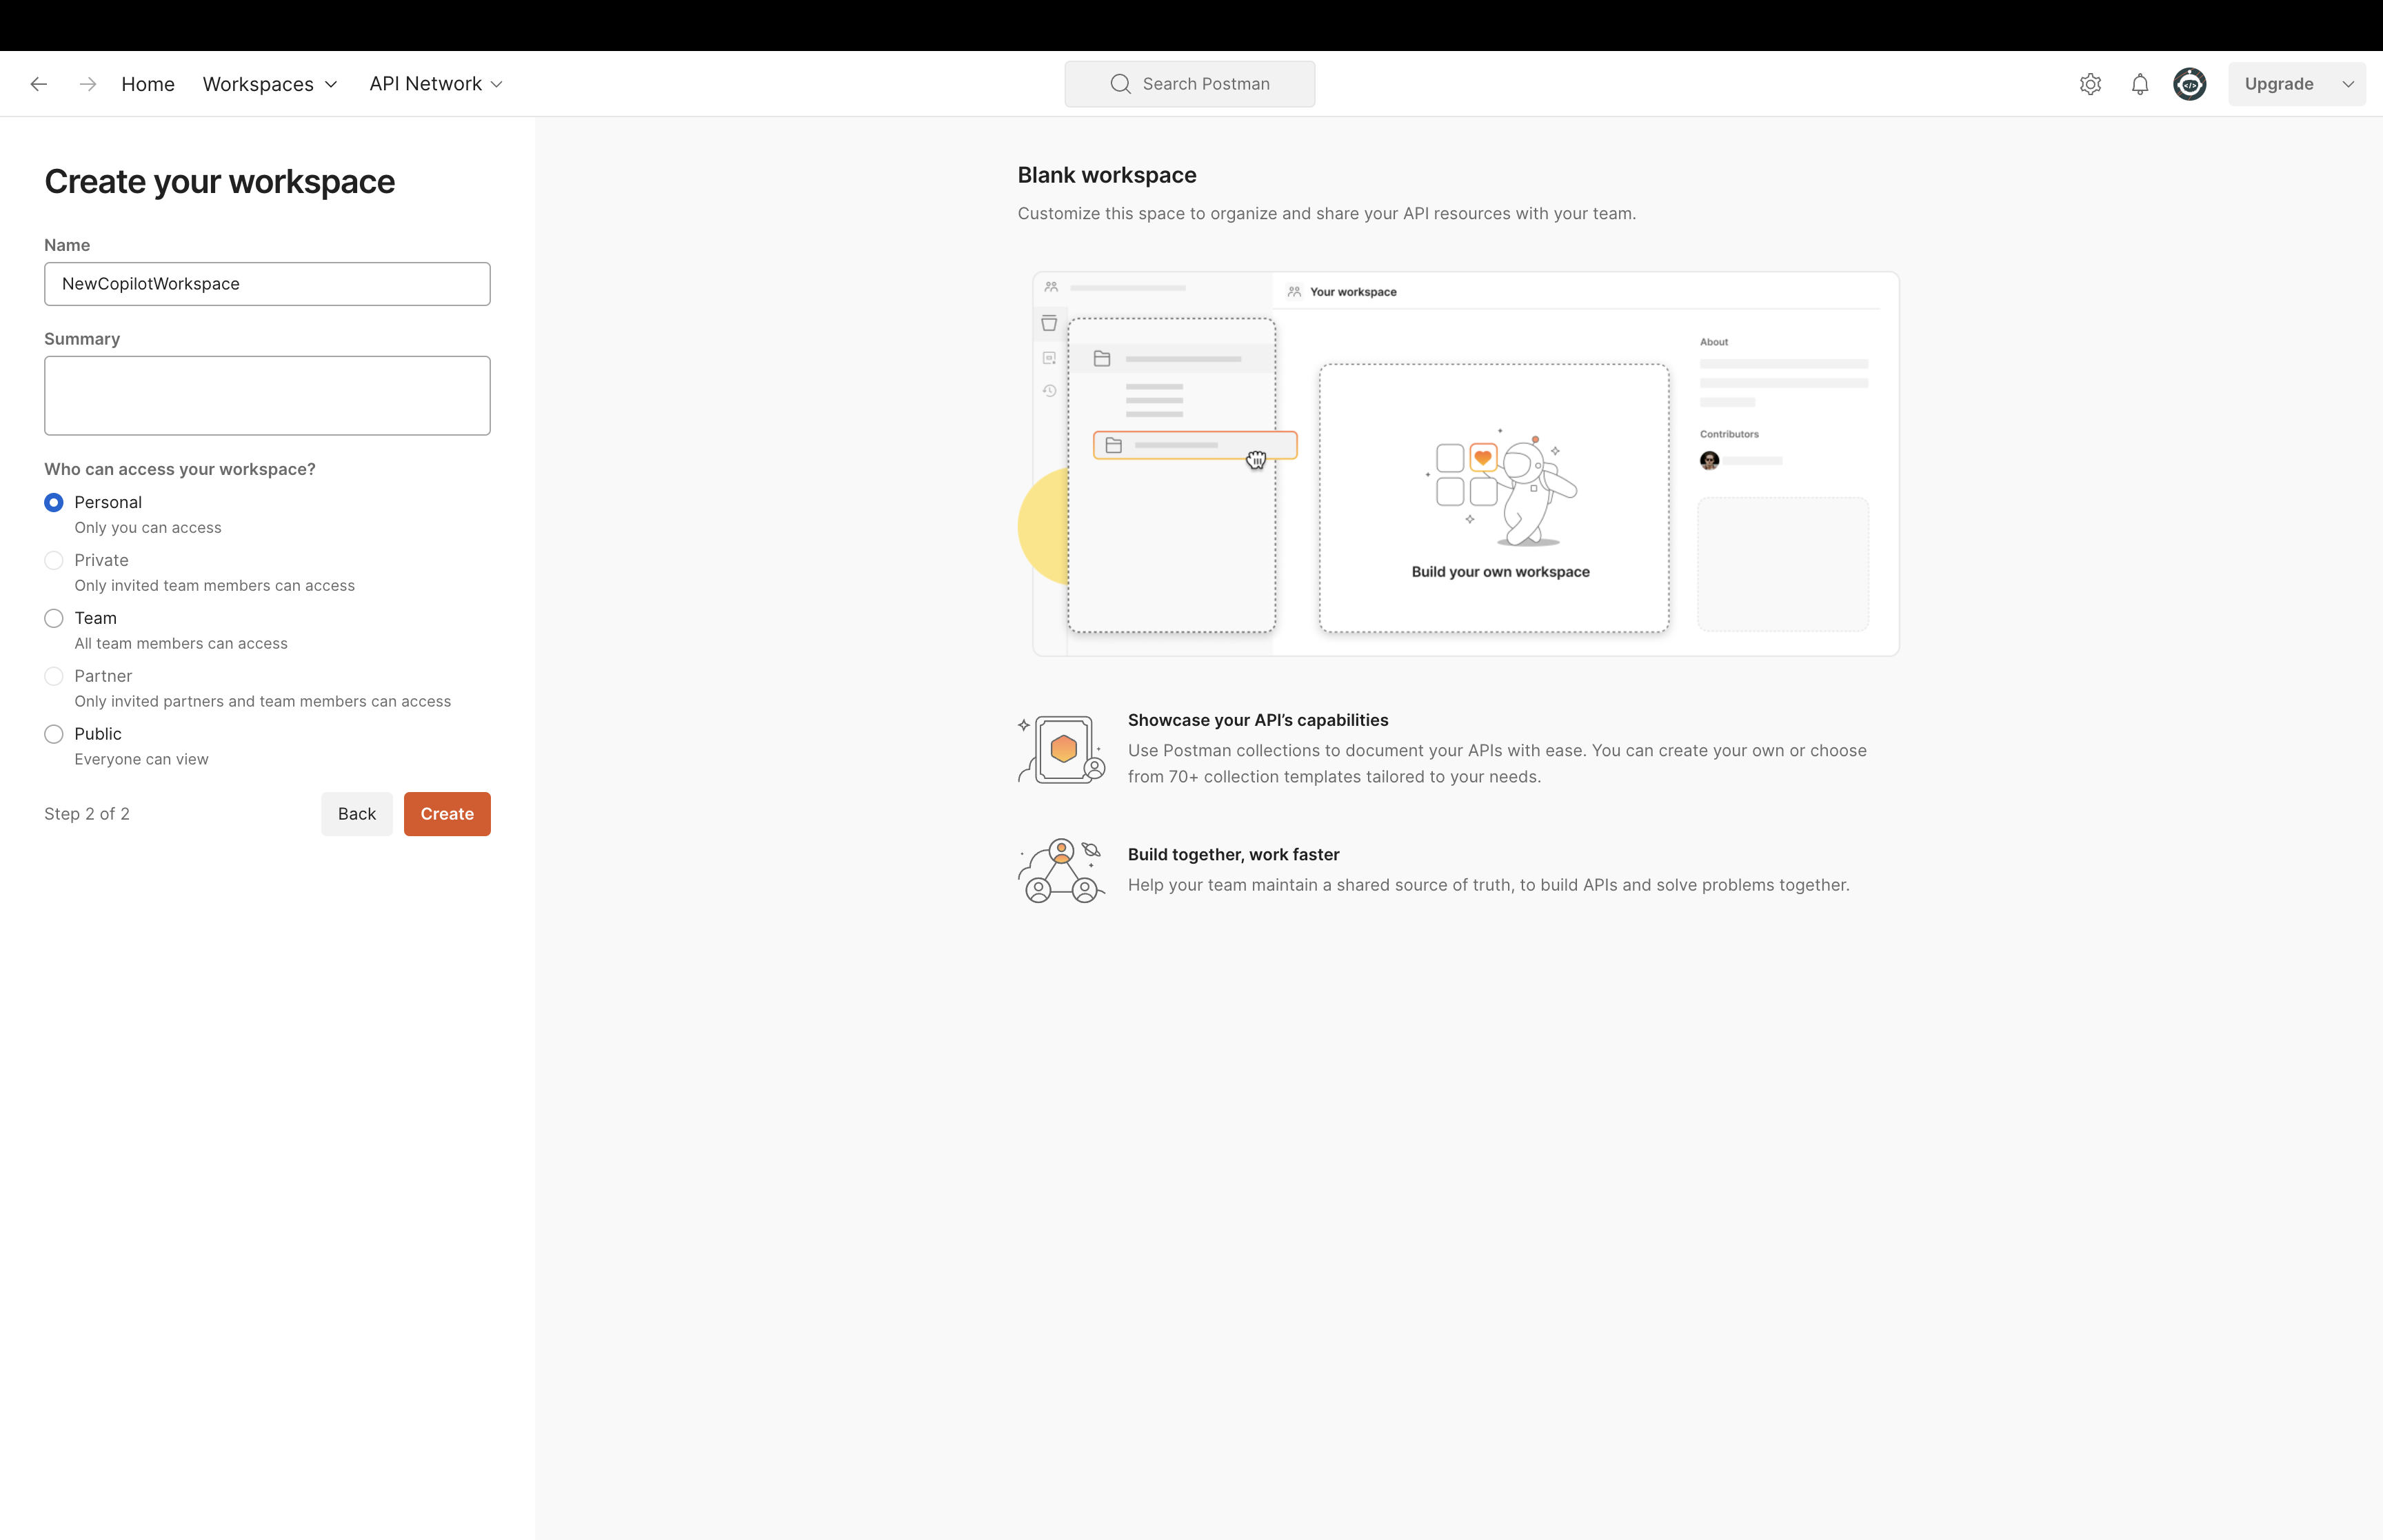 Home
Workspaces
API Network
Search Postman
Upgrade
Create your workspace
Name
NewCopilotWorkspace
Summary
Who can access your workspace?
Personal
Only you can access
Private
Only invited team members can access
Team
All team members can access
Partner
Only invited partners and team members can access
Public
Everyone can view
Step 2 of 2
Back
Create
Blank workspace
Customize this space to organize and share your API resources with your team.
Your workspace
About
Contributors
Build your own workspace
Showcase your API’s capabilities
Use Postman collections to document your APIs with ease. You can create your own or choose
from 70+ collection templates tailored to your needs.
Build together, work faster
Help your team maintain a shared source of truth, to build APIs and solve problems together.